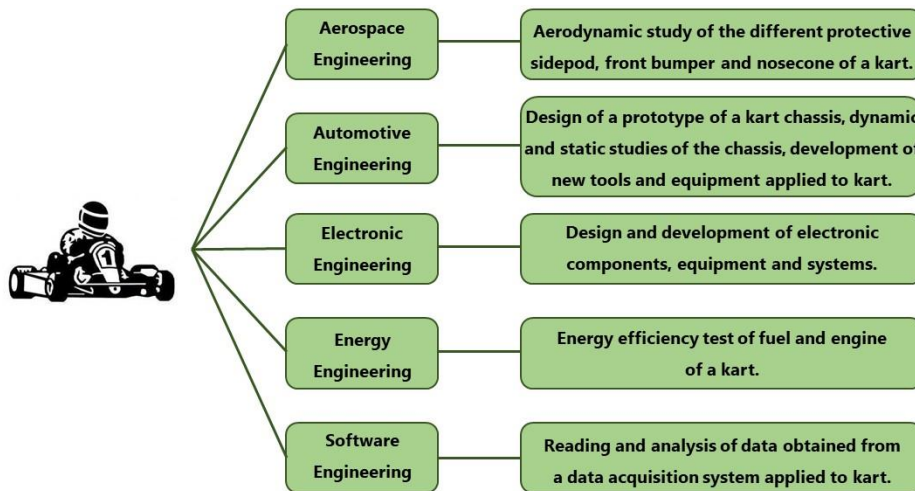 Aerospace
Engineering
Aerodynamic study of the different protective
sidepod, front bumper and nosecone of a kart.
Automotive
Engineering
Design of a prototype of a kart chassis, dynamic
and static studies of the chassis, development of
new tools and equipment applied to kart.
1
Electronic
Engineering
Design and development of electronic
components, equipment and systems.
Energy
Engineering
Energy efficiency test of fuel and engine
of a kart.
Software
Engineering
Reading and analysis of data obtained from
a data acquisition system applied to kart.